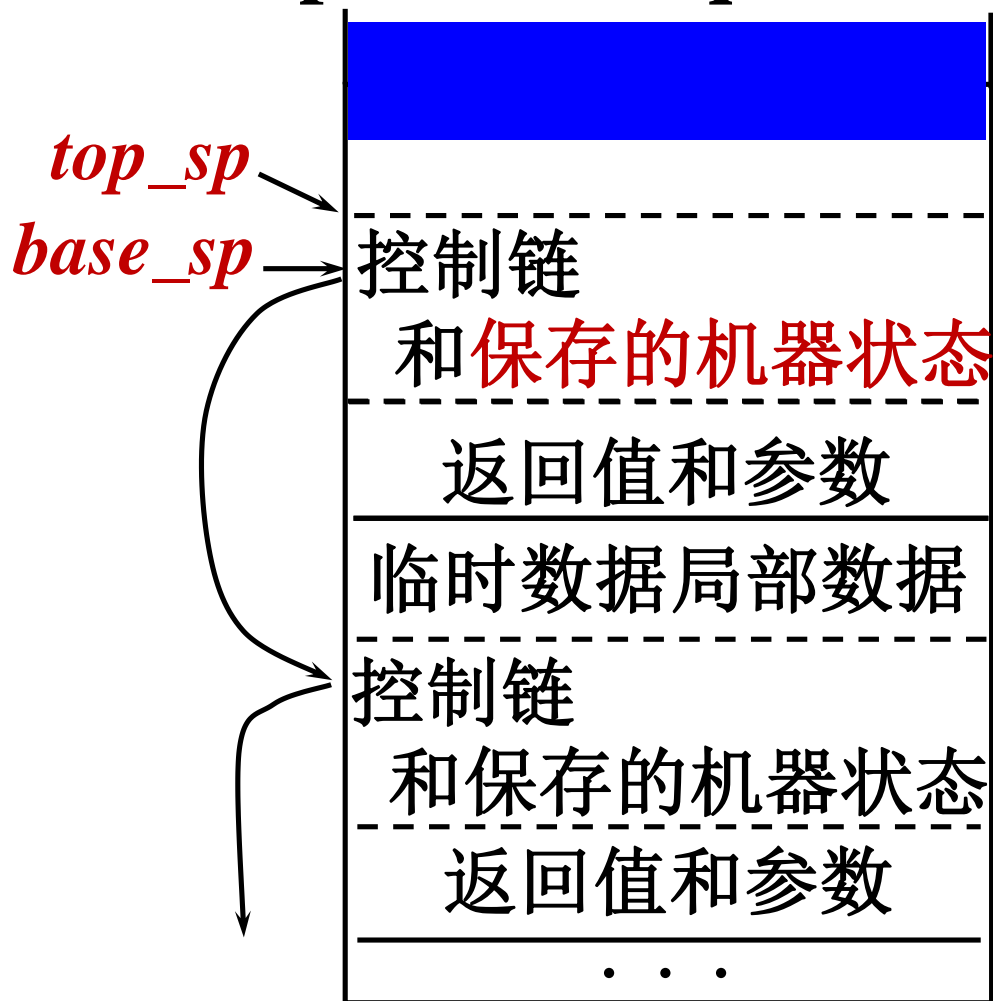 top_sp
base_sp
控制链
和保存的机器状态
返回值和参数
临时数据局部数据
控制链
和保存的机器状态
返回值和参数
. . .